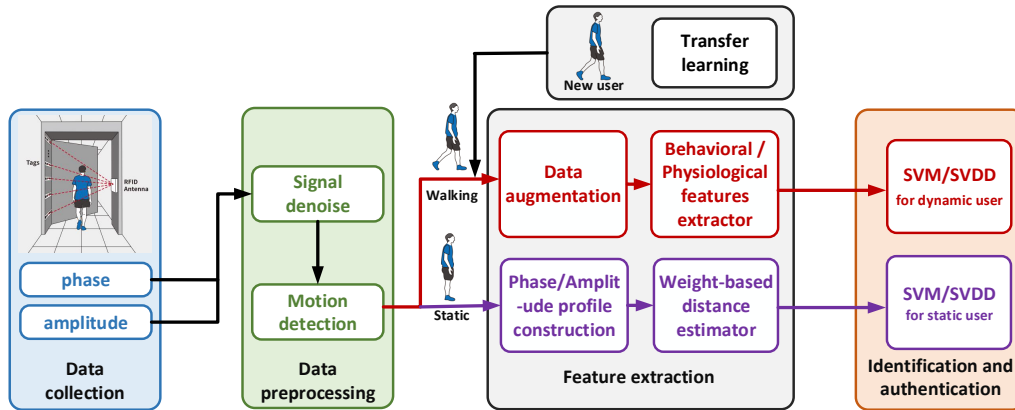 Tags
RFID
Antenna
phase
amplitude
Data
collection
Signal
denoise
Motion
detection
Data
preprocessing
New user
Transfer
learning
Walking
Static
Data
augmentation
Behavioral /
Physiological
features
extractor
Phase/Amplit
-ude profile
construction
Weight-based
distance
estimator
Feature extraction
SVM/SVDD
for dynamic user
SVM/SVDD
for static user
Identification and
authentication